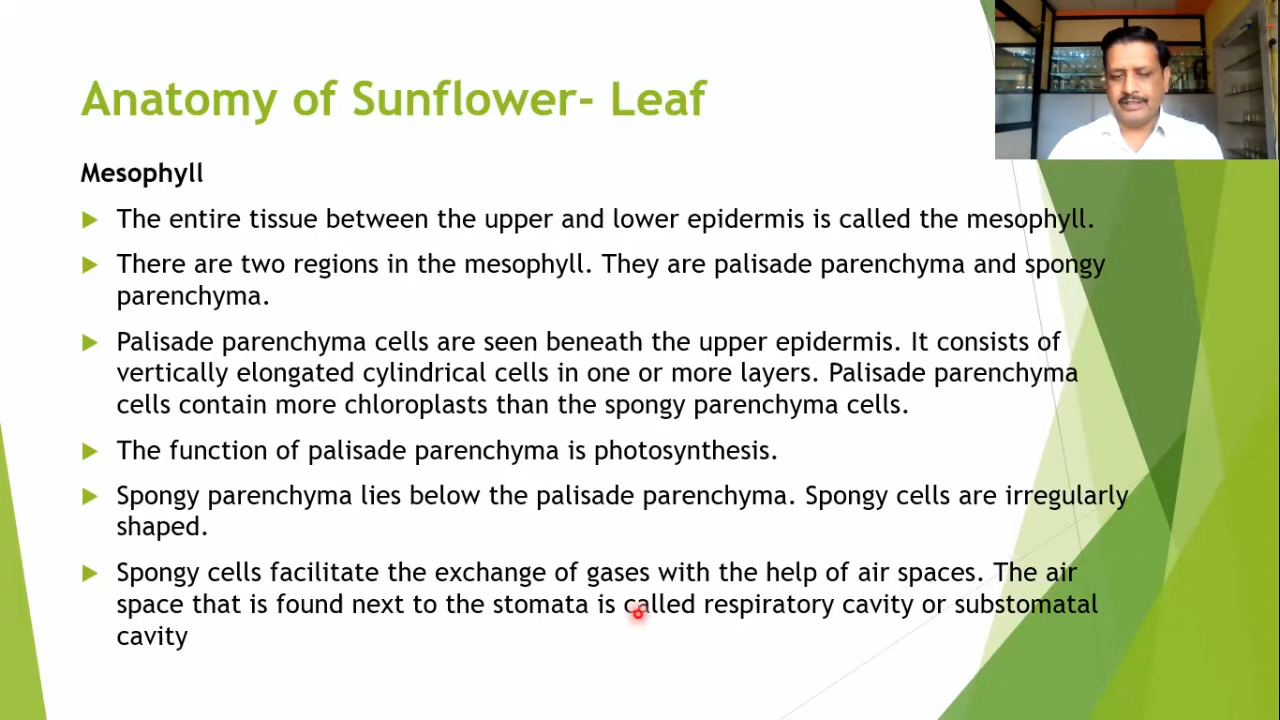 Anatomy of Sunflower- Leaf
Mesophyll
The entire tissue between the upper and lower epidermis is called the mesophyll.
There are two regions in the mesophyll. They are palisade parenchyma and spongy
parenchyma.
Palisade parenchyma cells are seen beneath the upper epidermis. It consists of
vertically elongated cylindrical cells in one or more layers. Palisade parenchyma
cells contain more chloroplasts than the spongy parenchyma cells.
The function of palisade parenchyma is photosynthesis.
Spongy parenchyma lies below the palisade parenchyma. Spongy cells are irregularly
shaped.
Spongy cells facilitate the exchange of gases with the help of air spaces. The air
space that is found next to the stomata is called respiratory cavity or substomatal
cavity